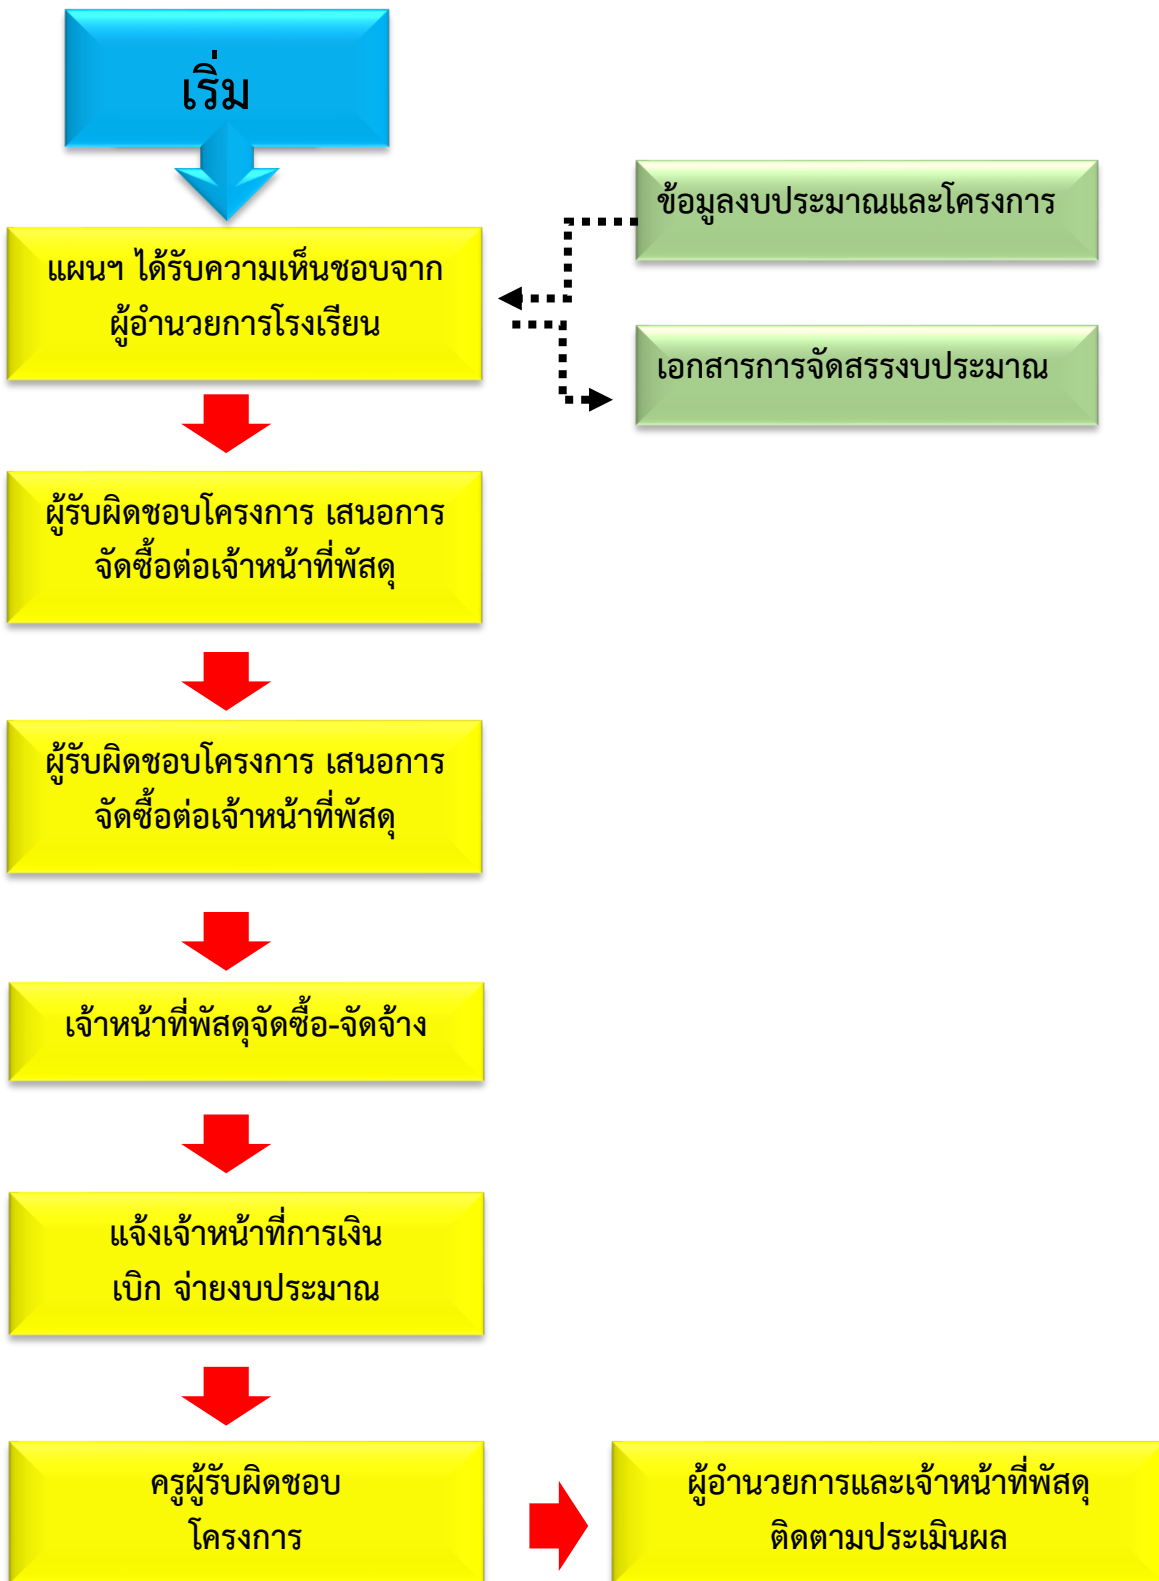 เริ่ม
ข้อมูลงบประมาณและโครงการ
แผนฯ ได้รับความเห็นชอบจาก
ผู้อำนวยการโรงเรียน
เอกสารการจัดสรรงบประมาณ
ผู้รับผิดชอบโครงการ เสนอการ
จัดซื้อต่อเจ้าหน้าที่พัสดุ
ผู้รับผิดชอบโครงการ เสนอการ
จัดซื้อต่อเจ้าหน้าที่พัสดุ
เจ้าหน้าที่พัสดุจัดซื้อ-จัดจ้าง
แจ้งเจ้าหน้าที่การเงิน
เบิก จ่ายงบประมาณ
ครูผู้รับผิดชอบ
โครงการ
ผู้อำนวยการและเจ้าหน้าที่พัสดุ
ติดตามประเมินผล